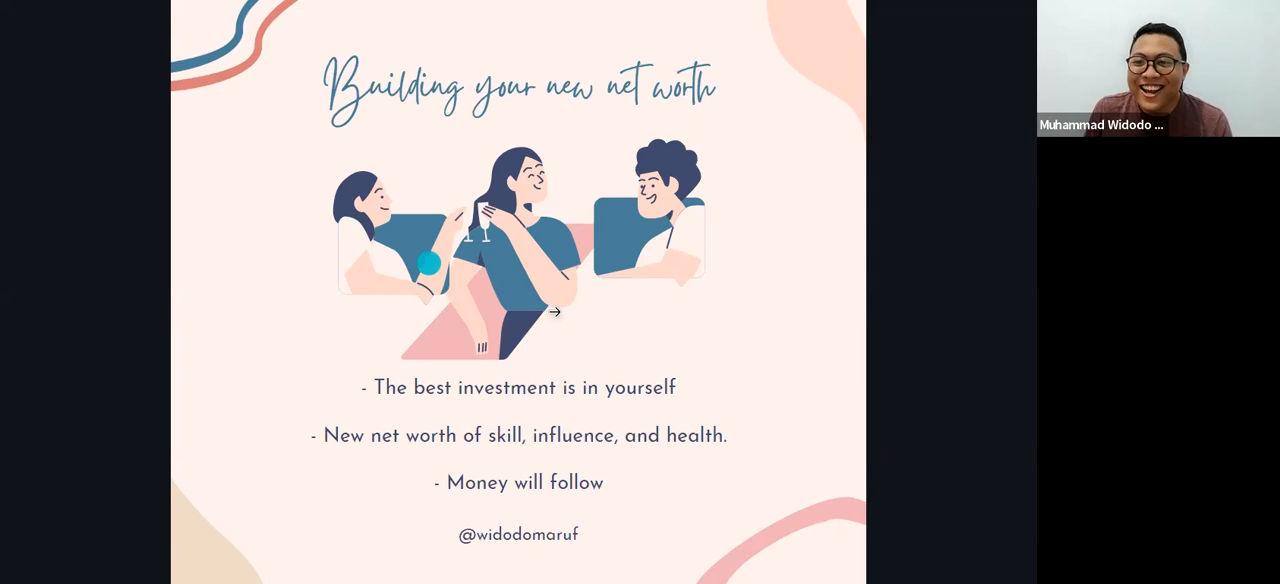 Building your new net worth
- The best investment is in yourself
- New net worth of skill, influence, and health.
- Money will follow
@widodomaruf
Muhammad Widodo ...